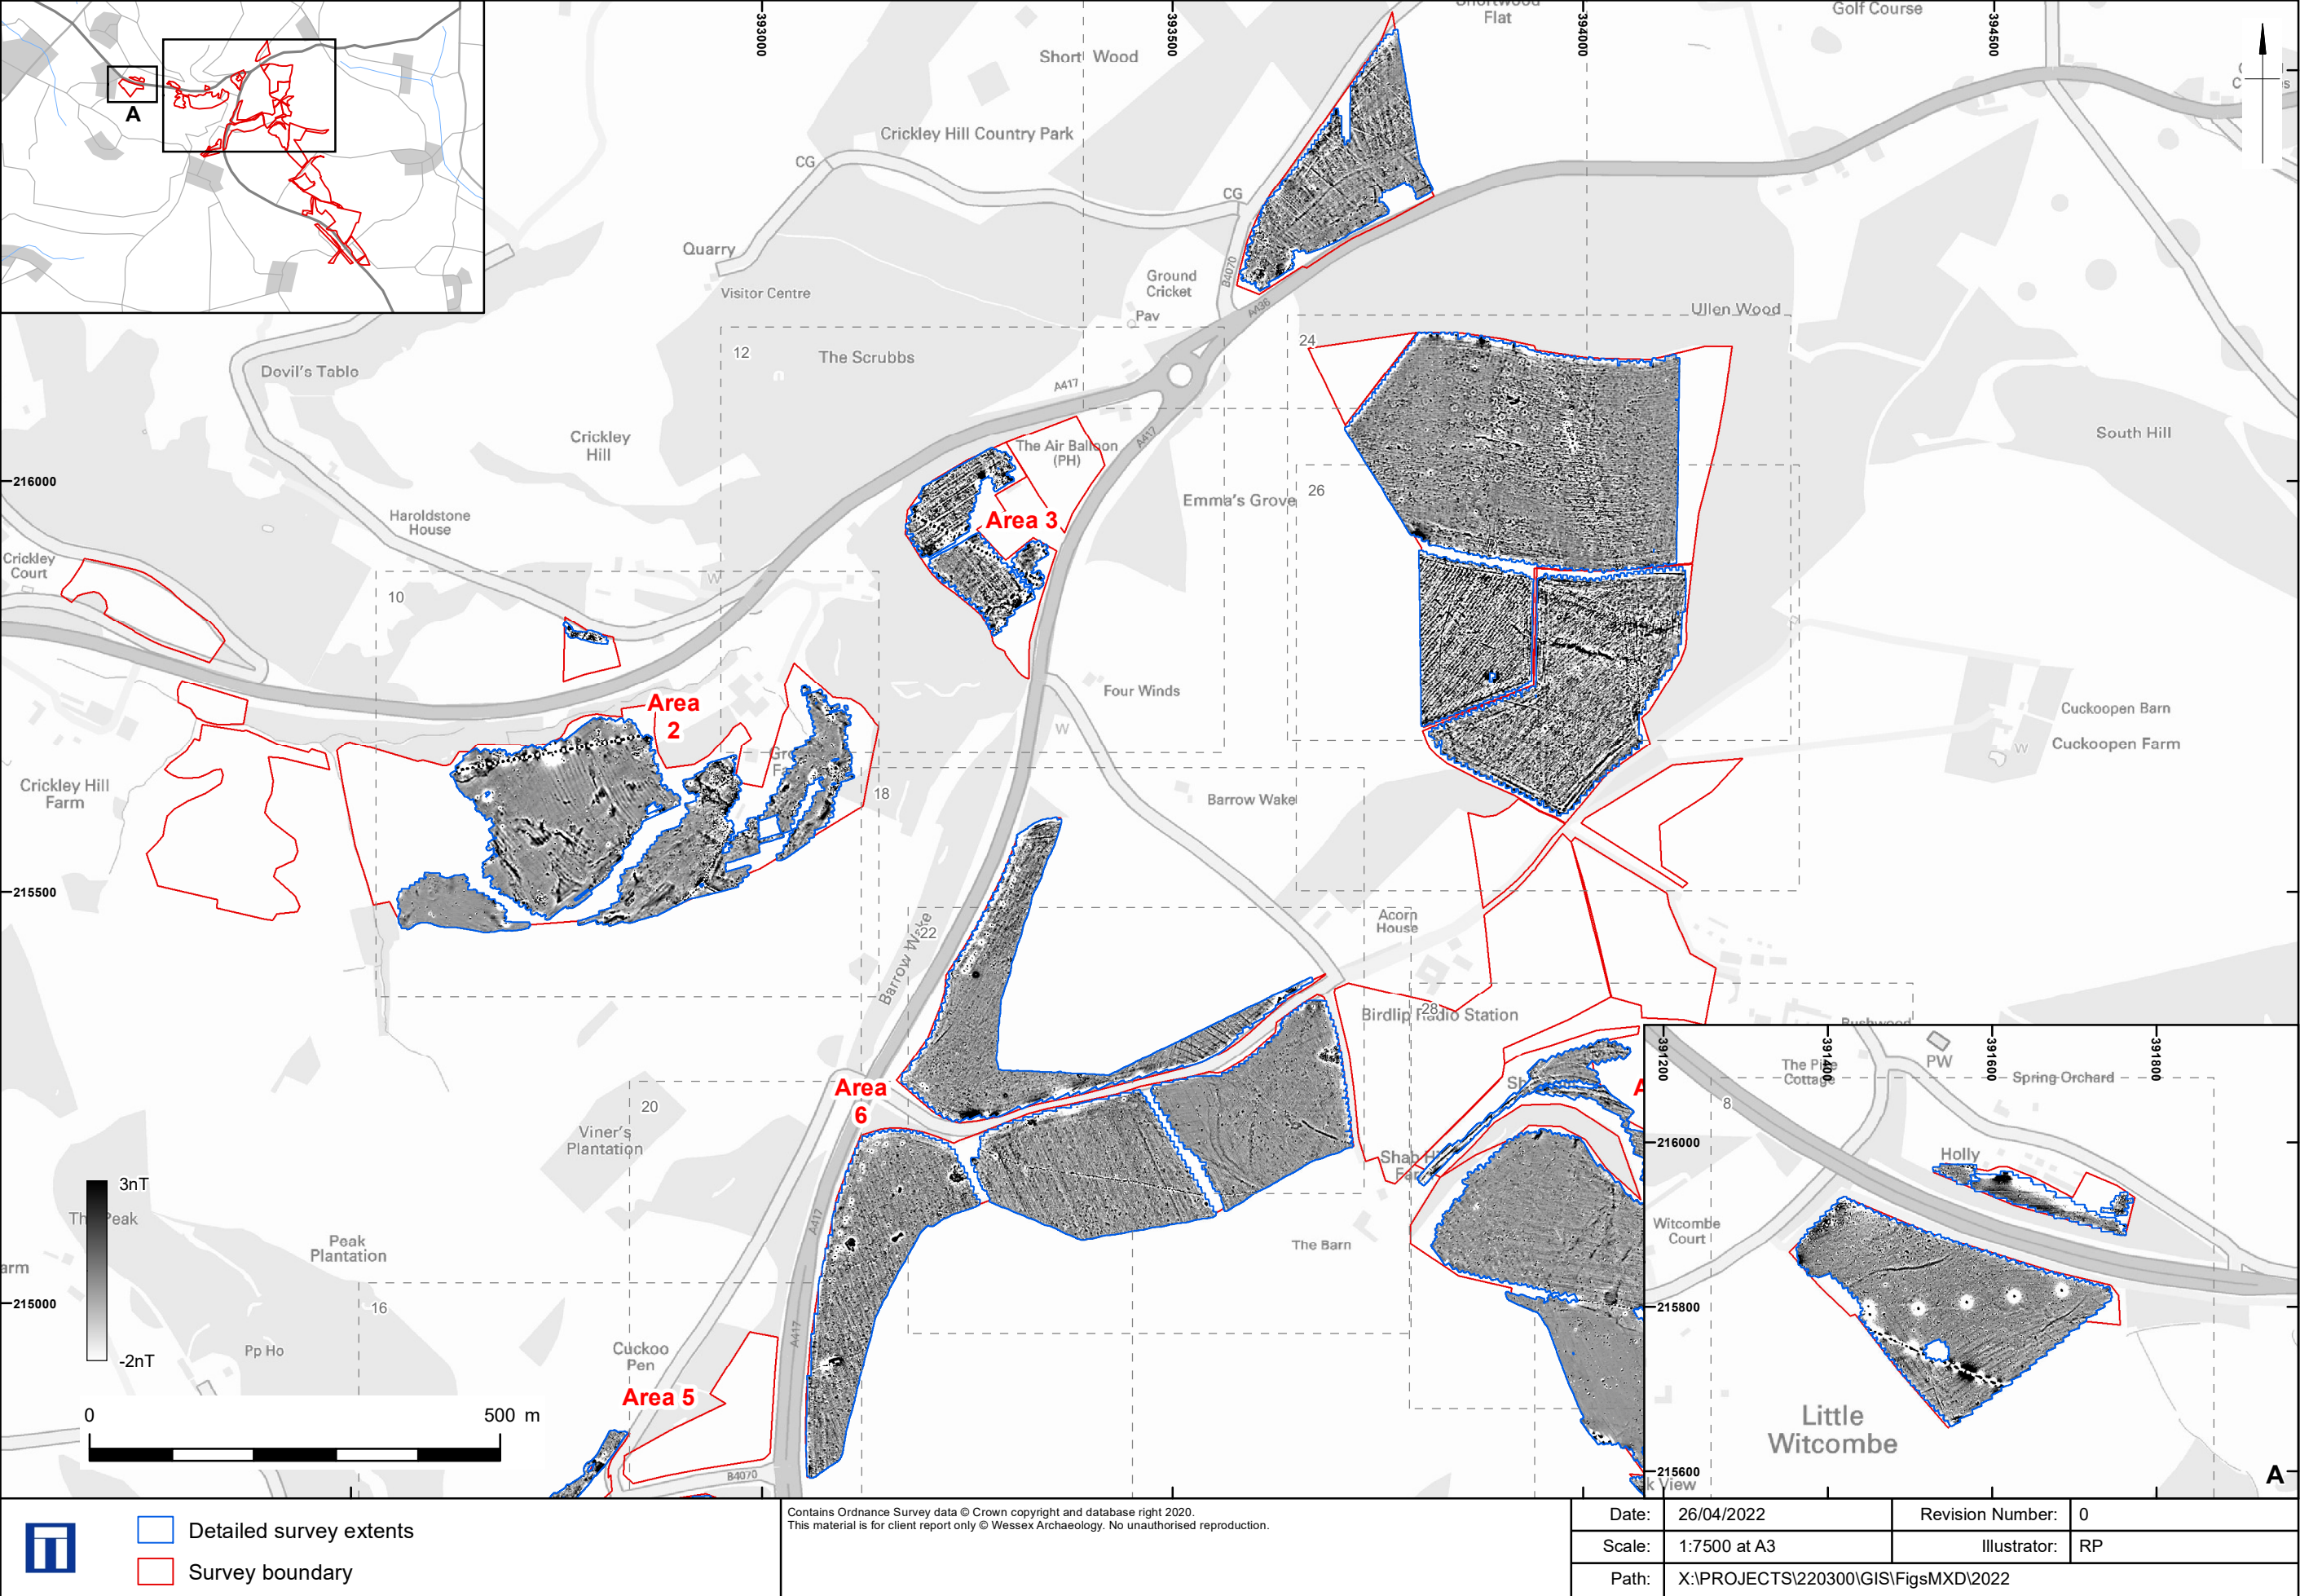 A
393000
393500
394000
394500
Flat
Golf Course
Short Wood
Crickley Hill Country Park
CG
CG
Quarry
Visitor Centre
Ground
Cricket
Pav
B4070
A436
Ullen Wood
24
12
The Scrubbs
Devil's Table
A417
A417
The Air Balloon
(PH)
South Hill
Crickley
Hill
216000
26
Emma's Grove
Area 3
Haroldstone
House
Crickley
Court
W
10
Area
2
Four Winds
W
Cuckoopen Barn
Cuckoopen Farm
W
Crickley Hill
Farm
18
Barrow Wake
215500
Acorn
House
22
Barrow Wake
28
Birdlip Radio Station
Area
6
20
Viner's
Plantation
3nT
-2nT
The Peak
Peak
Plantation
A417
The Barn
arm
215000
16
Pp Ho
Cuckoo
Pen
A417
Area 5
B4070
0
500 m
391200
391400
391600
391800
PW
Cottage
Spring Orchard
8
216000
Holly
Witcombe
Court
215800
Little
Witcombe
215600
k View
A
Detailed survey extents
Survey boundary
Contains Ordnance Survey data © Crown copyright and database right 2020.
This material is for client report only © Wessex Archaeology. No unauthorised reproduction.
Date: 26/04/2022 Revision Number: 0
Scale: 1:7500 at A3 Illustrator: RP
Path: X:\PROJECTS\220300\GIS\FigsMXD\2022